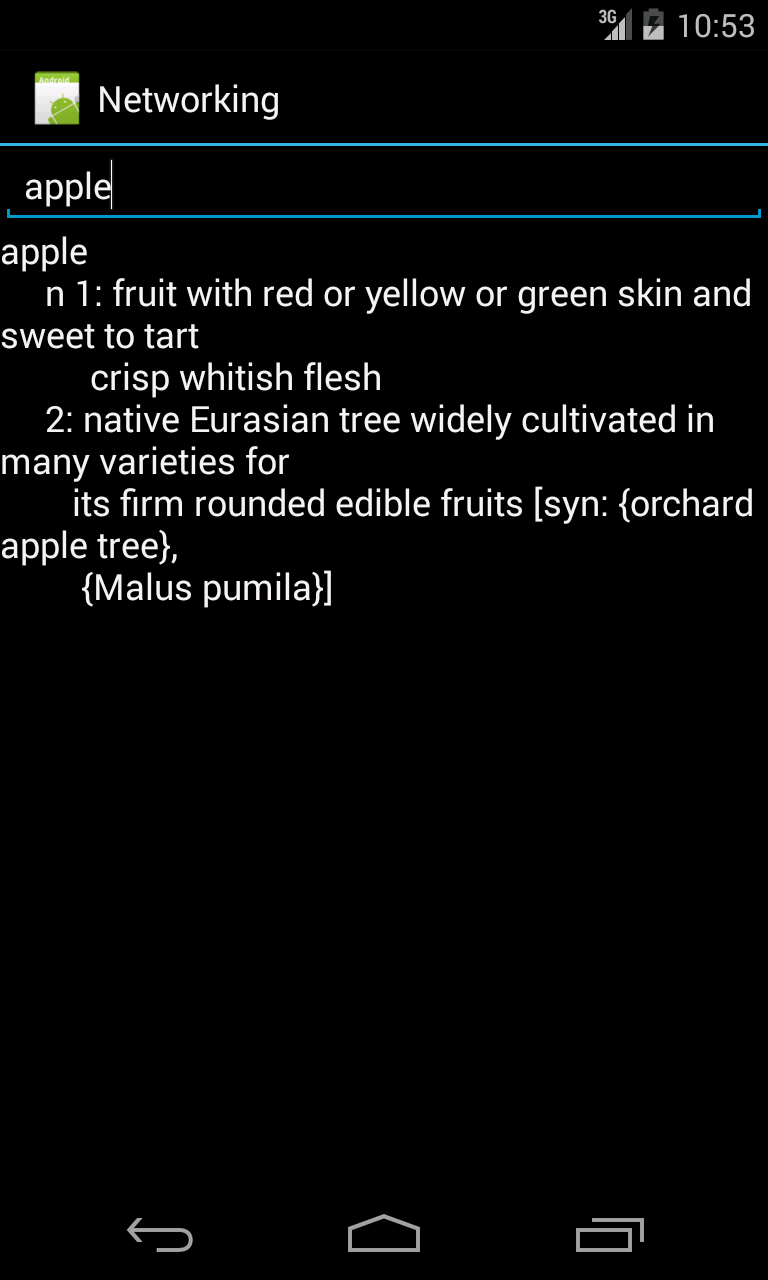 3G 10:53
Android
Networking
apple
apple
n 1: fruit with red or yellow or green skin and
sweet to tart
crisp whitish flesh
2: native Eurasian tree widely cultivated in
many varieties for
its firm rounded edible fruits [syn: {orchard
apple tree},
{Malus pumila}]